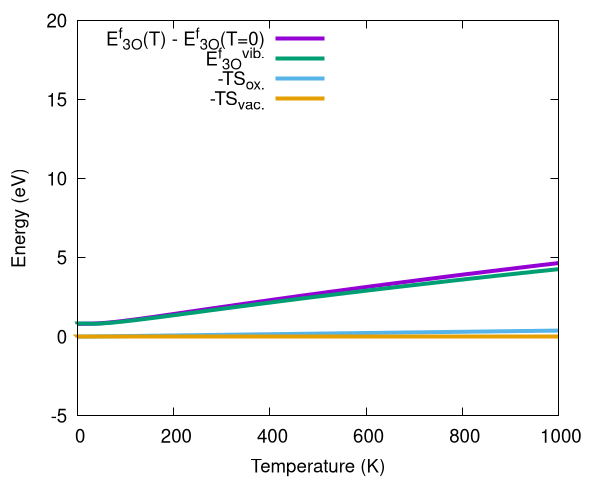 20
15
10
5
0
-5
0 200 400 600 800 1000
Energy (eV)
Temperature (K)
E^f_3O(T) - E^f_3O(T=0)
E^f_3O^vib.
-TS_ox.
-TS_vac.